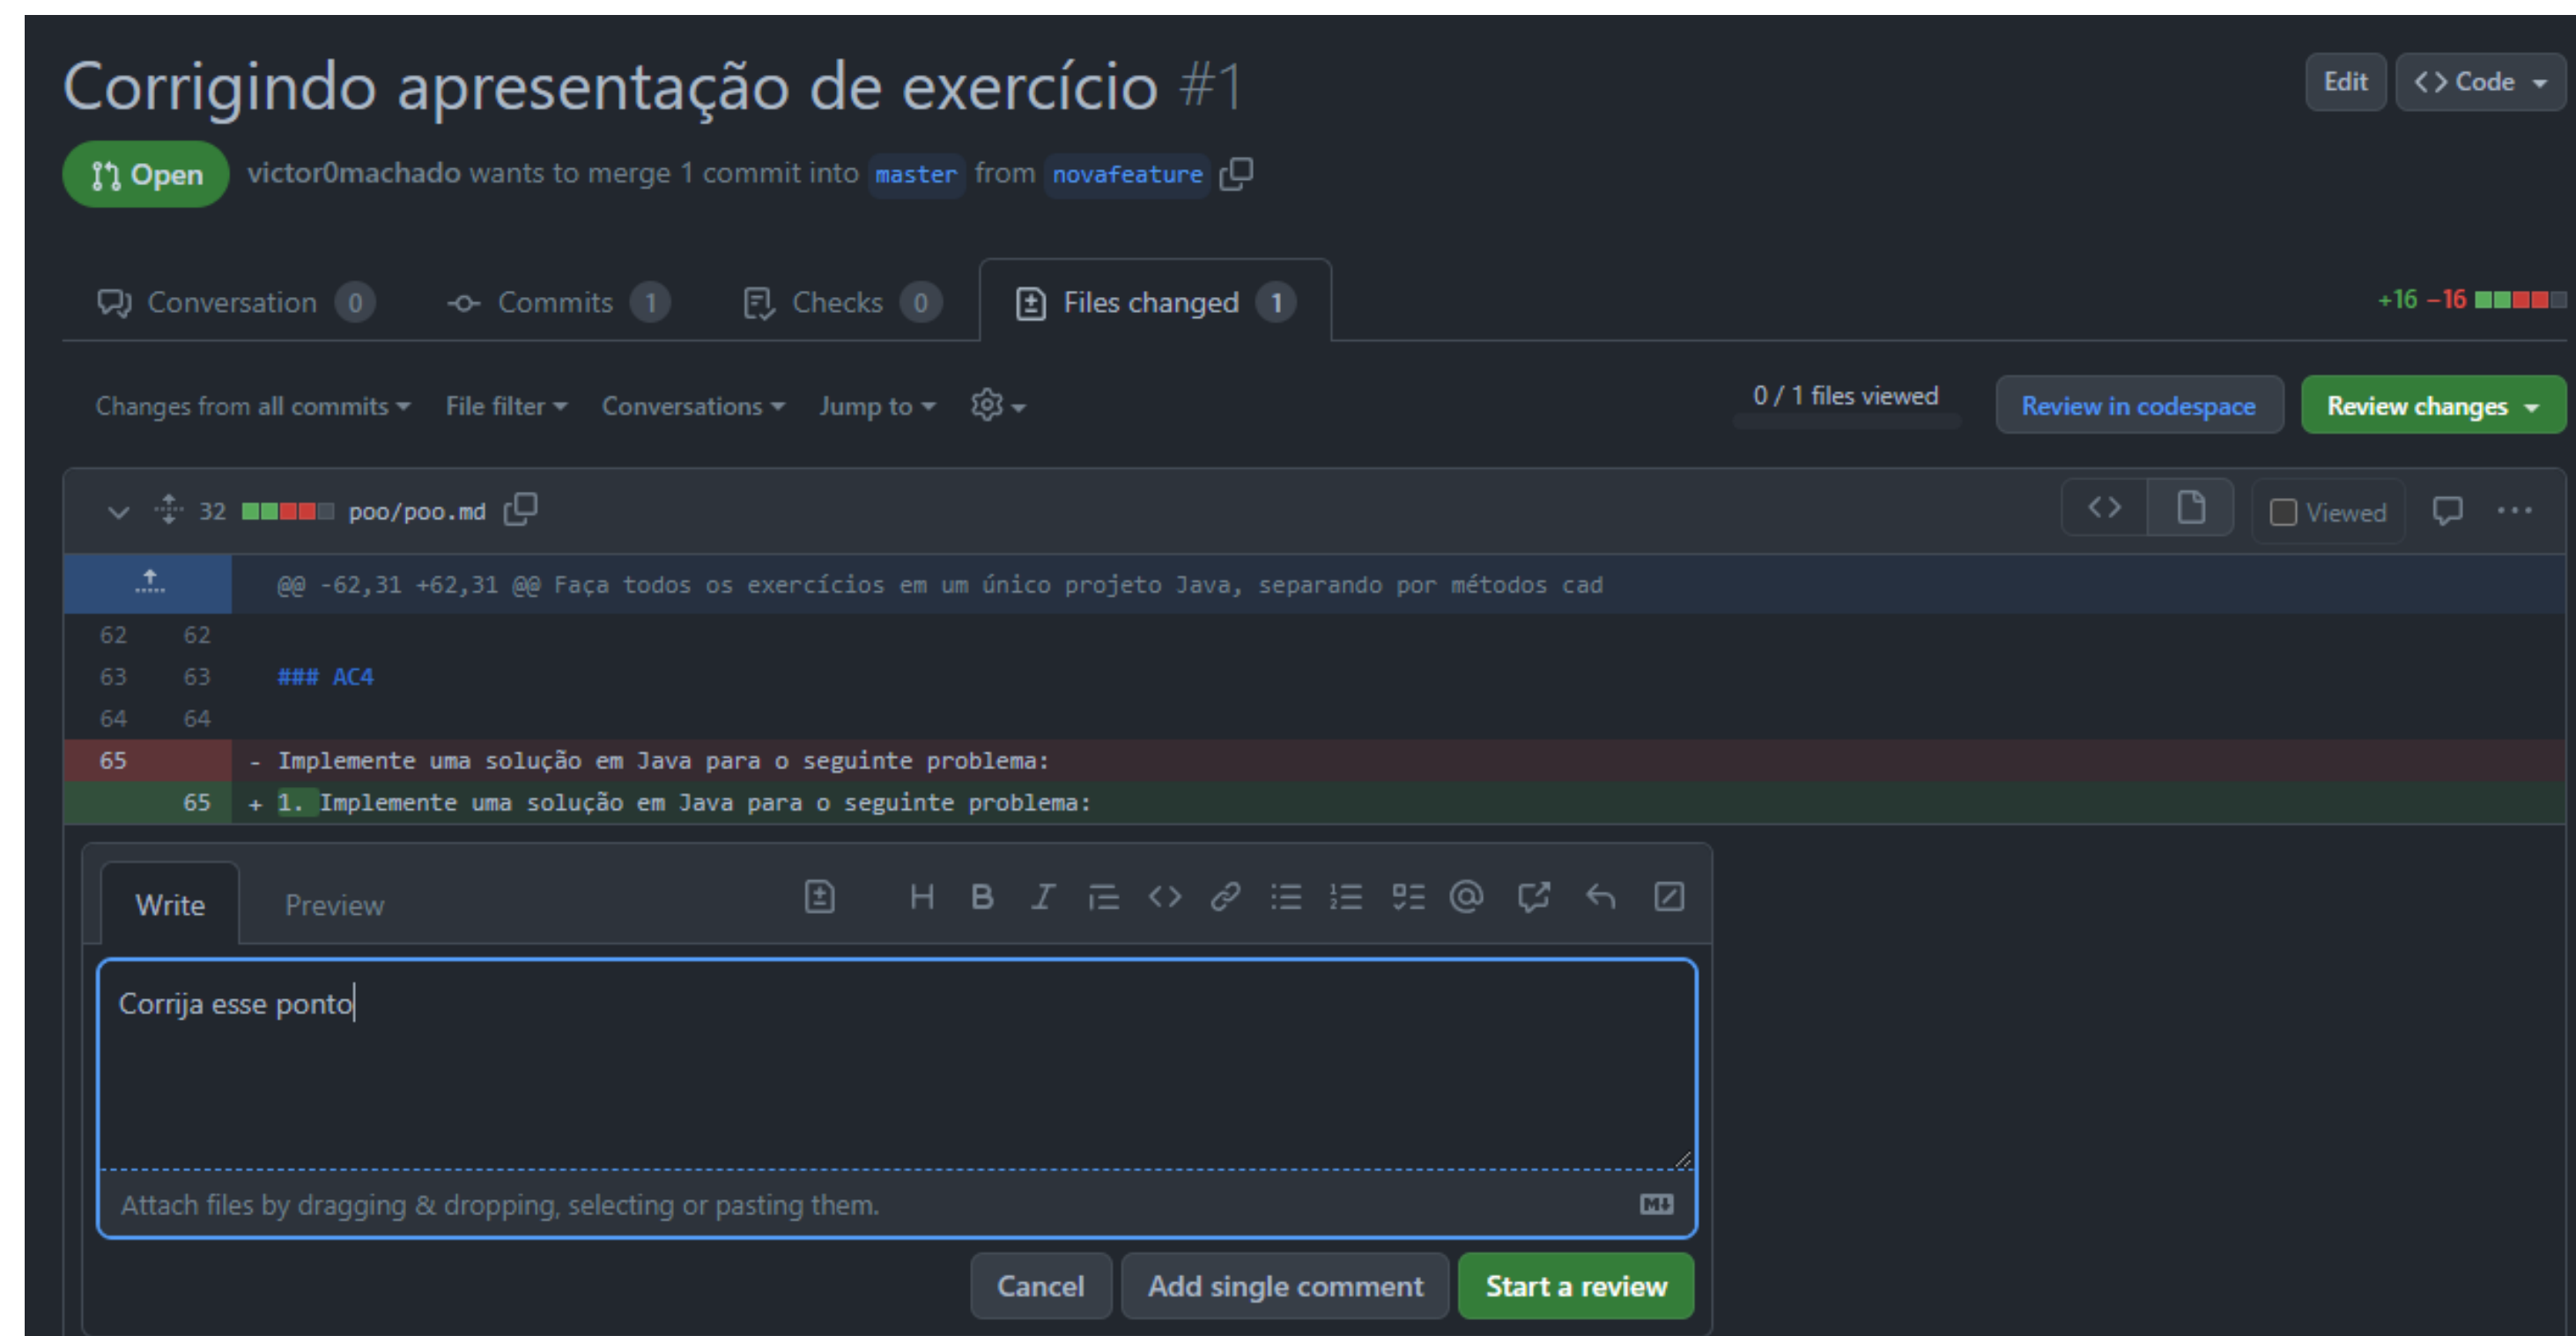 Corrigindo apresentação de exercício #1
Edit
Code
Open
victor0machado wants to merge 1 commit into master from novafeature
Conversation 0
Commits 1
Checks 0
Files changed 1
+16 −16
Changes from all commits
File filter
Conversations
Jump to
0 / 1 files viewed
Review in codespace
Review changes
32 poo/poo.md
Viewed
@@ -62,31 +62,31 @@ Faça todos os exercícios em um único projeto Java, separando por métodos cad
62 62
63 63 ### AC4
64 64
65 - Implemente uma solução em Java para o seguinte problema:
65 + 1. Implemente uma solução em Java para o seguinte problema:
Write
Preview
Corrija esse ponto
Attach files by dragging & dropping, selecting or pasting them.
Cancel
Add single comment
Start a review